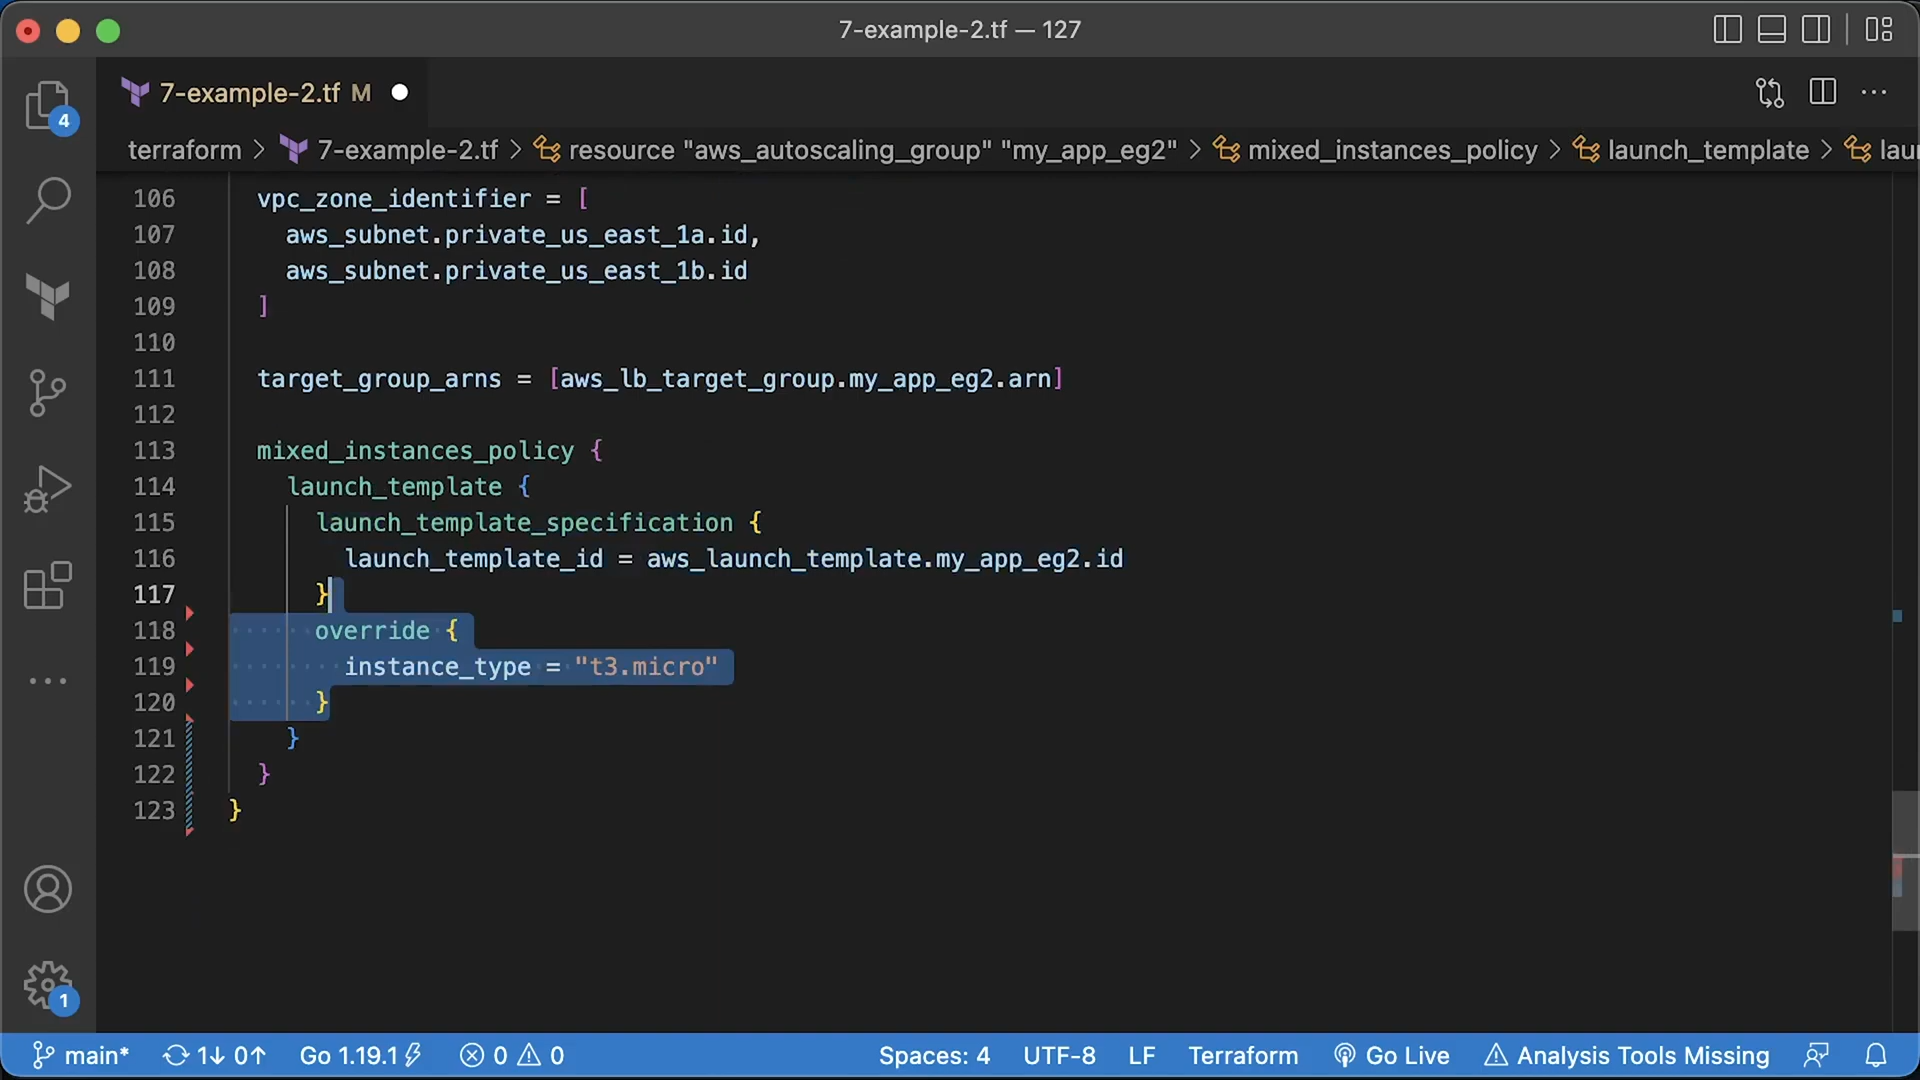 7-example-2.tf — 127
7-example-2.tf M
terraform > 7-example-2.tf > resource "aws_autoscaling_group" "my_app_eg2" > mixed_instances_policy > launch_template > lau
106 vpc_zone_identifier = [
107 aws_subnet.private_us_east_1a.id,
108 aws_subnet.private_us_east_1b.id
109 ]
110
111 target_group_arns = [aws_lb_target_group.my_app_eg2.arn]
112
113 mixed_instances_policy {
114 launch_template {
115 launch_template_specification {
116 launch_template_id = aws_launch_template.my_app_eg2.id
117 }
118 override {
119 instance_type = "t3.micro"
120 }
121 }
122 }
123 }
4
1
main* 1↓ 0↑ Go 1.19.1 0 0 Spaces: 4 UTF-8 LF Terraform Go Live Analysis Tools Missing